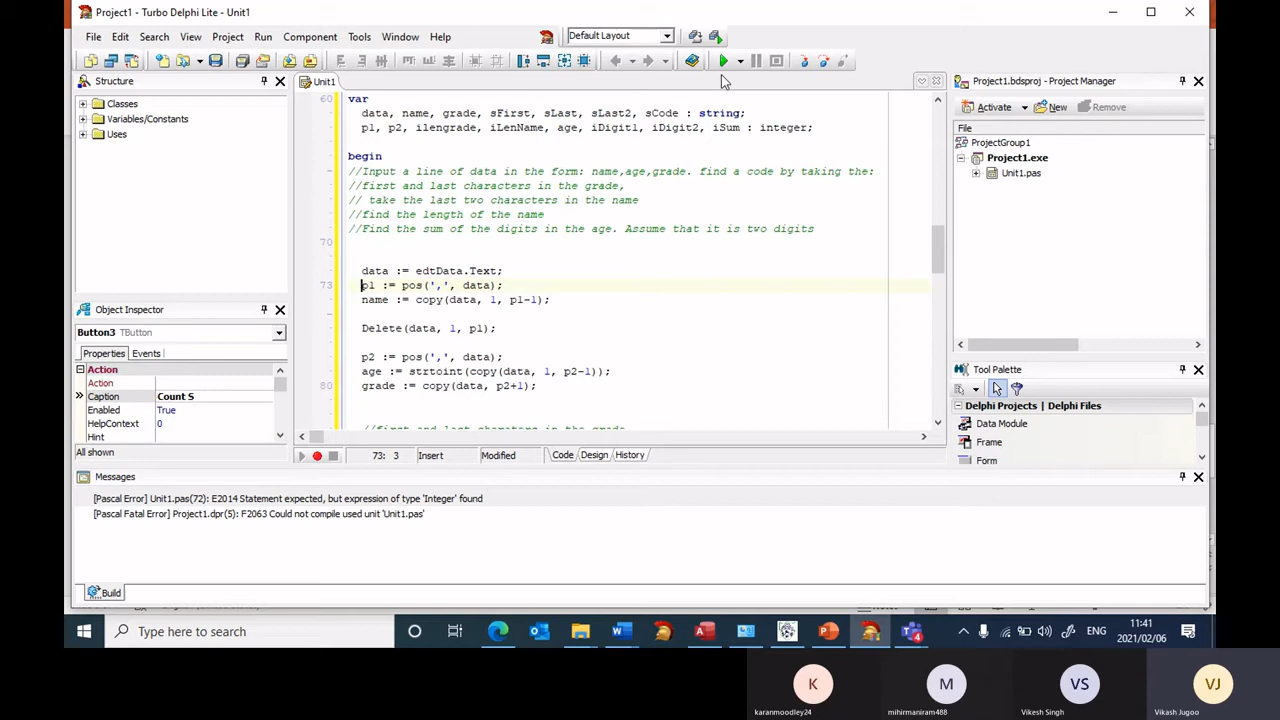 Project1 - Turbo Delphi Lite - Unit1
File Edit Search View Project Run Component Tools Window Help
Default Layout
Structure
Classes
Variables/Constants
Uses
Unit1
60
var
data, name, grade, sFirst, sLast, sLast2, sCode : string;
p1, p2, ilengrade, iLenName, age, iDigit1, iDigit2, iSum : integer;
begin
//Input a line of data in the form: name,age,grade. find a code by taking the:
//first and last characters in the grade,
// take the last two characters in the name
//find the length of the name
//Find the sum of the digits in the age. Assume that it is two digits
70
data := edtData.Text;
73
p1 := pos(',', data);
name := copy(data, 1, p1-1);
Delete(data, 1, p1);
p2 := pos(',', data);
age := strtoint(copy(data, 1, p2-1));
80
grade := copy(data, p2+1);
//first and last characters in the grade
73: 3
Insert
Modified
Code Design History
Project1.bdsproj - Project Manager
Activate New Remove
File
ProjectGroup1
Project1.exe
Unit1.pas
Object Inspector
Button3 TButton
Properties Events
Action
Action
Caption Count S
Enabled True
HelpContext 0
Hint
All shown
Tool Palette
Delphi Projects | Delphi Files
Data Module
Frame
Form
Messages
[Pascal Error] Unit1.pas(72): E2014 Statement expected, but expression of type 'Integer' found
[Pascal Fatal Error] Project1.dpr(5): F2063 Could not compile used unit 'Unit1.pas'
Build
Type here to search
ENG
11:41
2021/02/06
K
karanmoodley24
M
mihirmaniram488
VS
Vikesh Singh
VJ
Vikash Jugoo